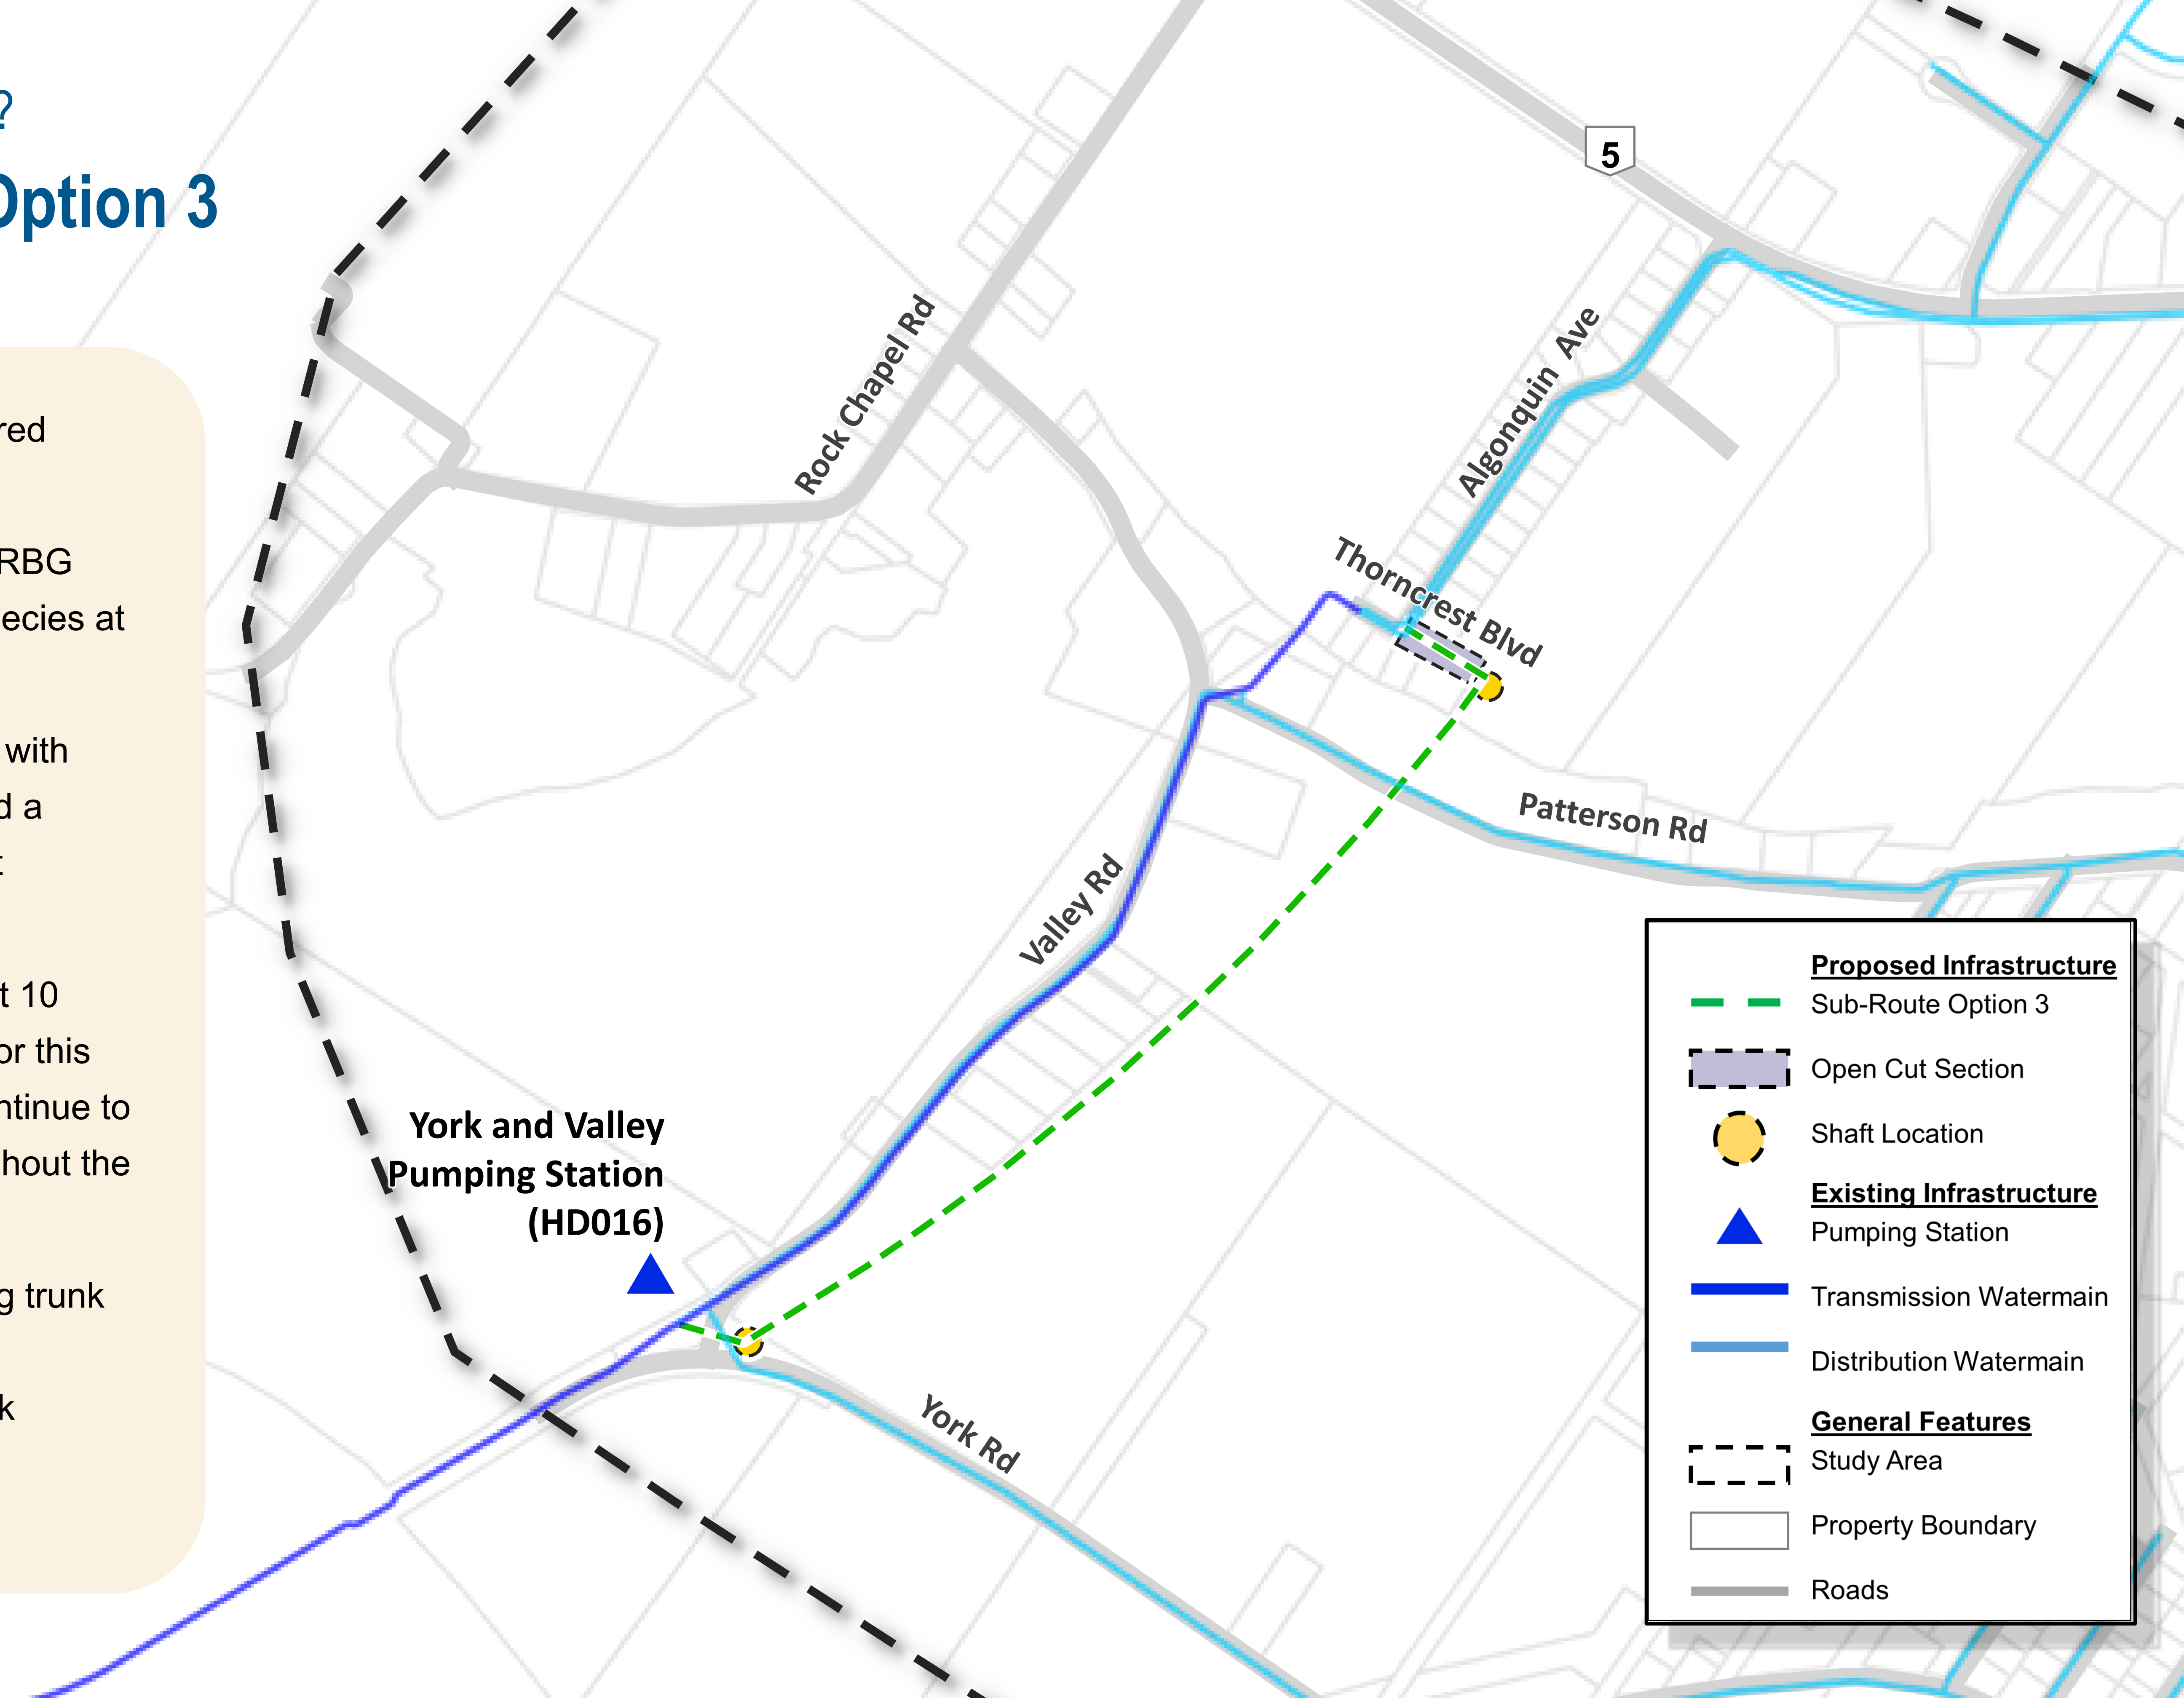 ?
Option 3
red
RBG
ecies at
with
d a
t
t 10
or this
ntinue to
hout the
g trunk
k
5
Rock Chapel Rd
Algonquin Ave
Thorncrest Blvd
Patterson Rd
Valley Rd
York and Valley
Pumping Station
(HD016)
York Rd
Proposed Infrastructure
Sub-Route Option 3
Open Cut Section
Shaft Location
Existing Infrastructure
Pumping Station
Transmission Watermain
Distribution Watermain
General Features
Study Area
Property Boundary
Roads